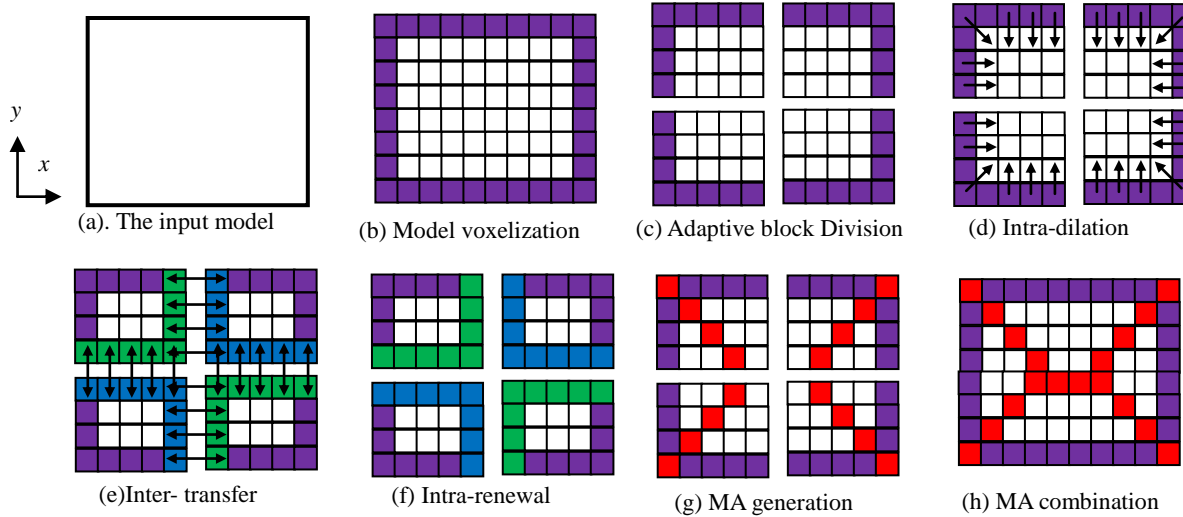 y
x
(a). The input model
(b) Model voxelization
(c) Adaptive block Division
(d) Intra-dilation
(e)Inter- transfer
(f) Intra-renewal
(g) MA generation
(h) MA combination